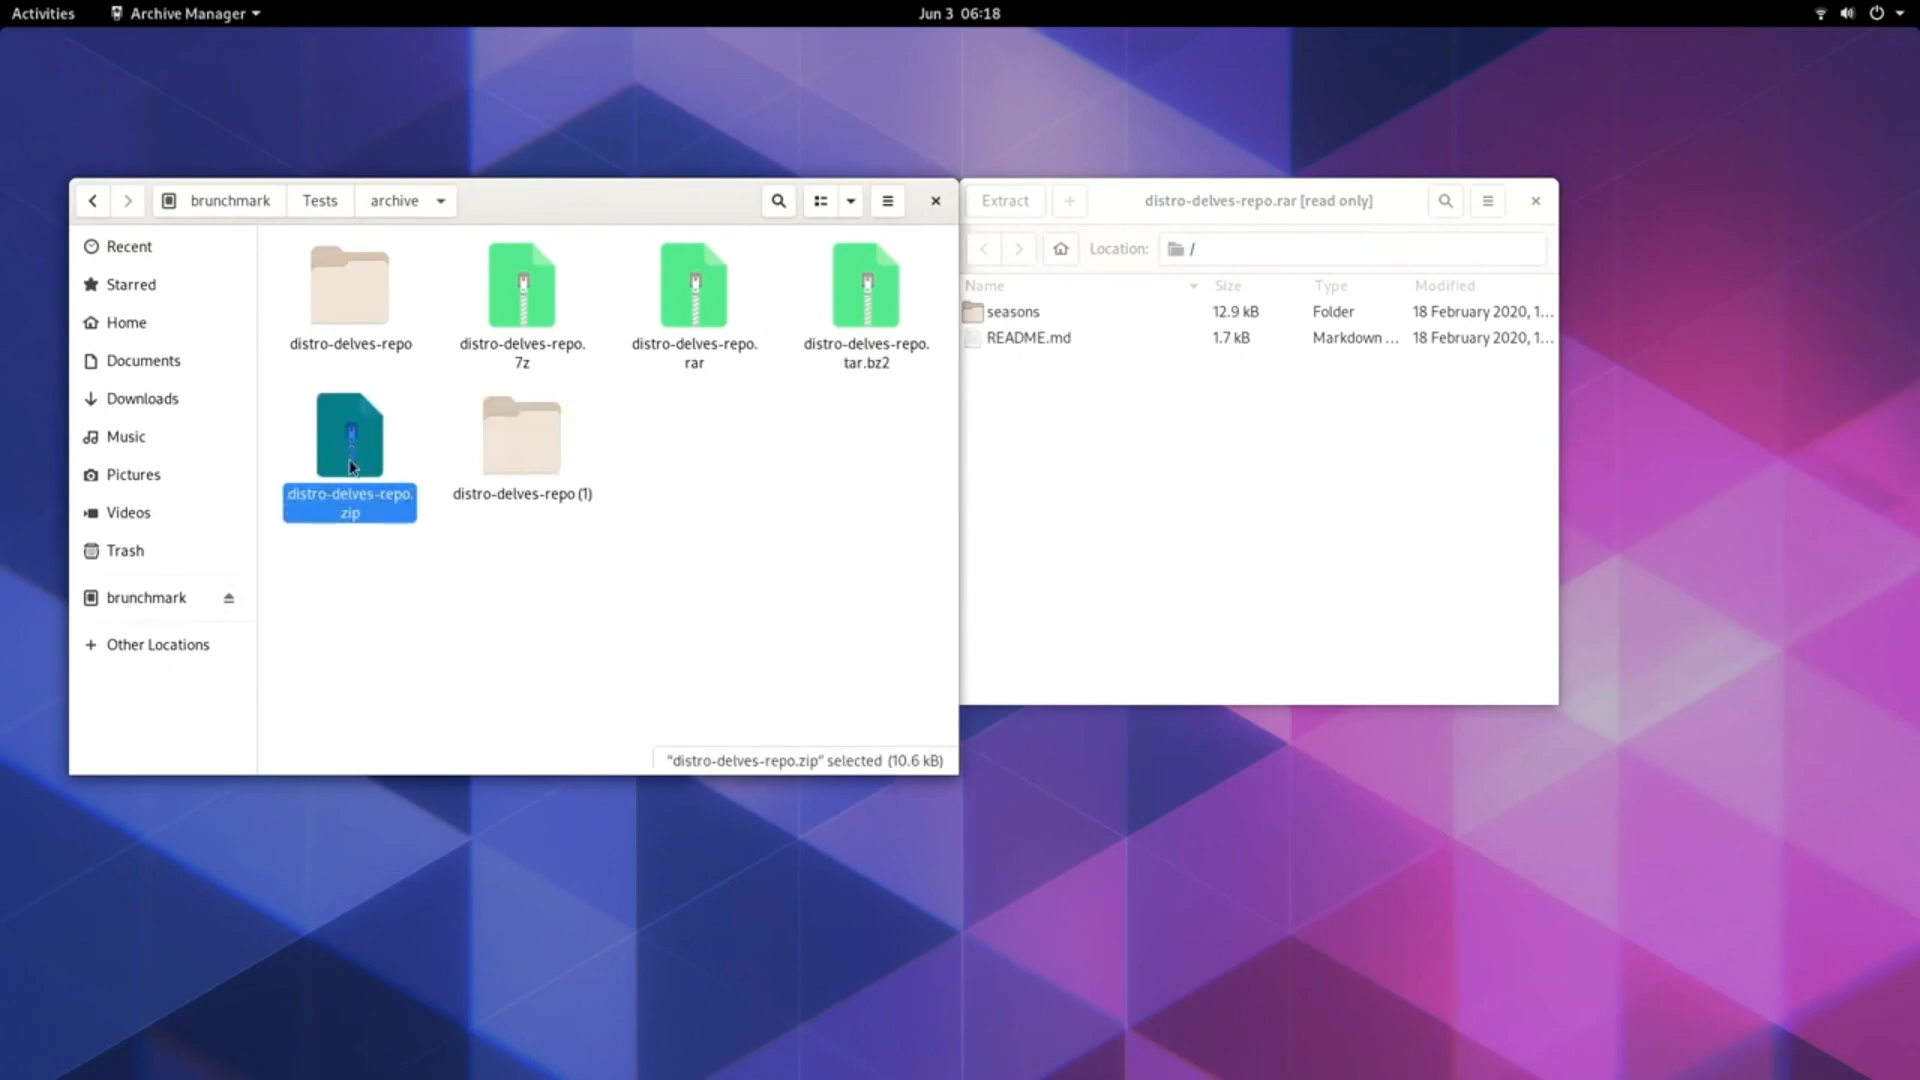 Activities
Archive Manager
Jun 3 06:18
brunchmark
Tests
archive
Recent
Starred
Home
Documents
Downloads
Music
Pictures
Videos
Trash
brunchmark
Other Locations
distro-delves-repo
distro-delves-repo.
7z
distro-delves-repo.
rar
distro-delves-repo.
tar.bz2
distro-delves-repo.
zip
distro-delves-repo (1)
"distro-delves-repo.zip" selected (10.6 kB)
Extract
distro-delves-repo.rar [read only]
Location:
/
Name Size Type Modified
seasons 12.9 kB Folder 18 February 2020, 1...
README.md 1.7 kB Markdown ... 18 February 2020, 1...